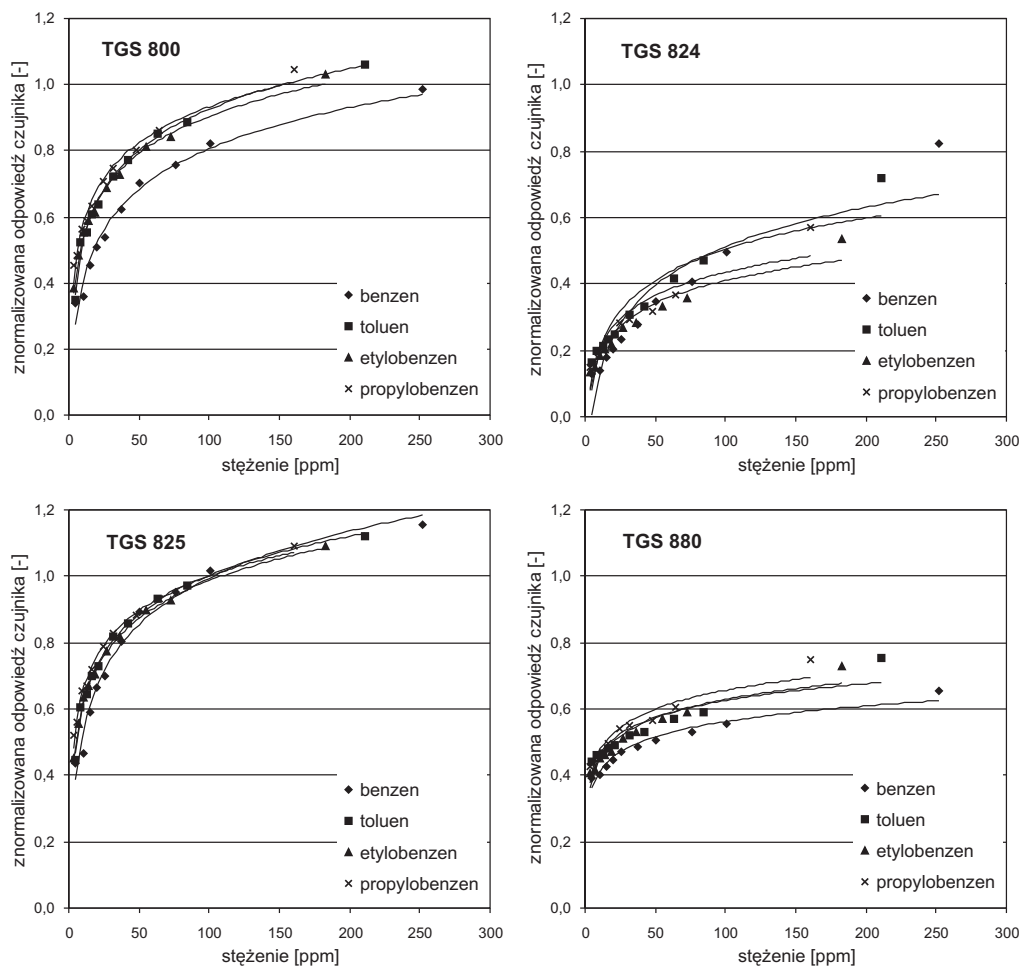 TGS 800
znormalizowana odpowiedź czujnika [-]
1,2
1,0
0,8
0,6
0,4
0,2
0,0
benzen
toluen
etylobenzen
propylobenzen
0 50 100 150 200 250 300
stężenie [ppm]
TGS 824
znormalizowana odpowiedź czujnika [-]
1,2
1,0
0,8
0,6
0,4
0,2
0,0
benzen
toluen
etylobenzen
propylobenzen
0 50 100 150 200 250 300
stężenie [ppm]
TGS 825
znormalizowana odpowiedź czujnika [-]
1,2
1,0
0,8
0,6
0,4
0,2
0,0
benzen
toluen
etylobenzen
propylobenzen
0 50 100 150 200 250 300
stężenie [ppm]
TGS 880
znormalizowana odpowiedź czujnika [-]
1,2
1,0
0,8
0,6
0,4
0,2
0,0
benzen
toluen
etylobenzen
propylobenzen
0 50 100 150 200 250 300
stężenie [ppm]